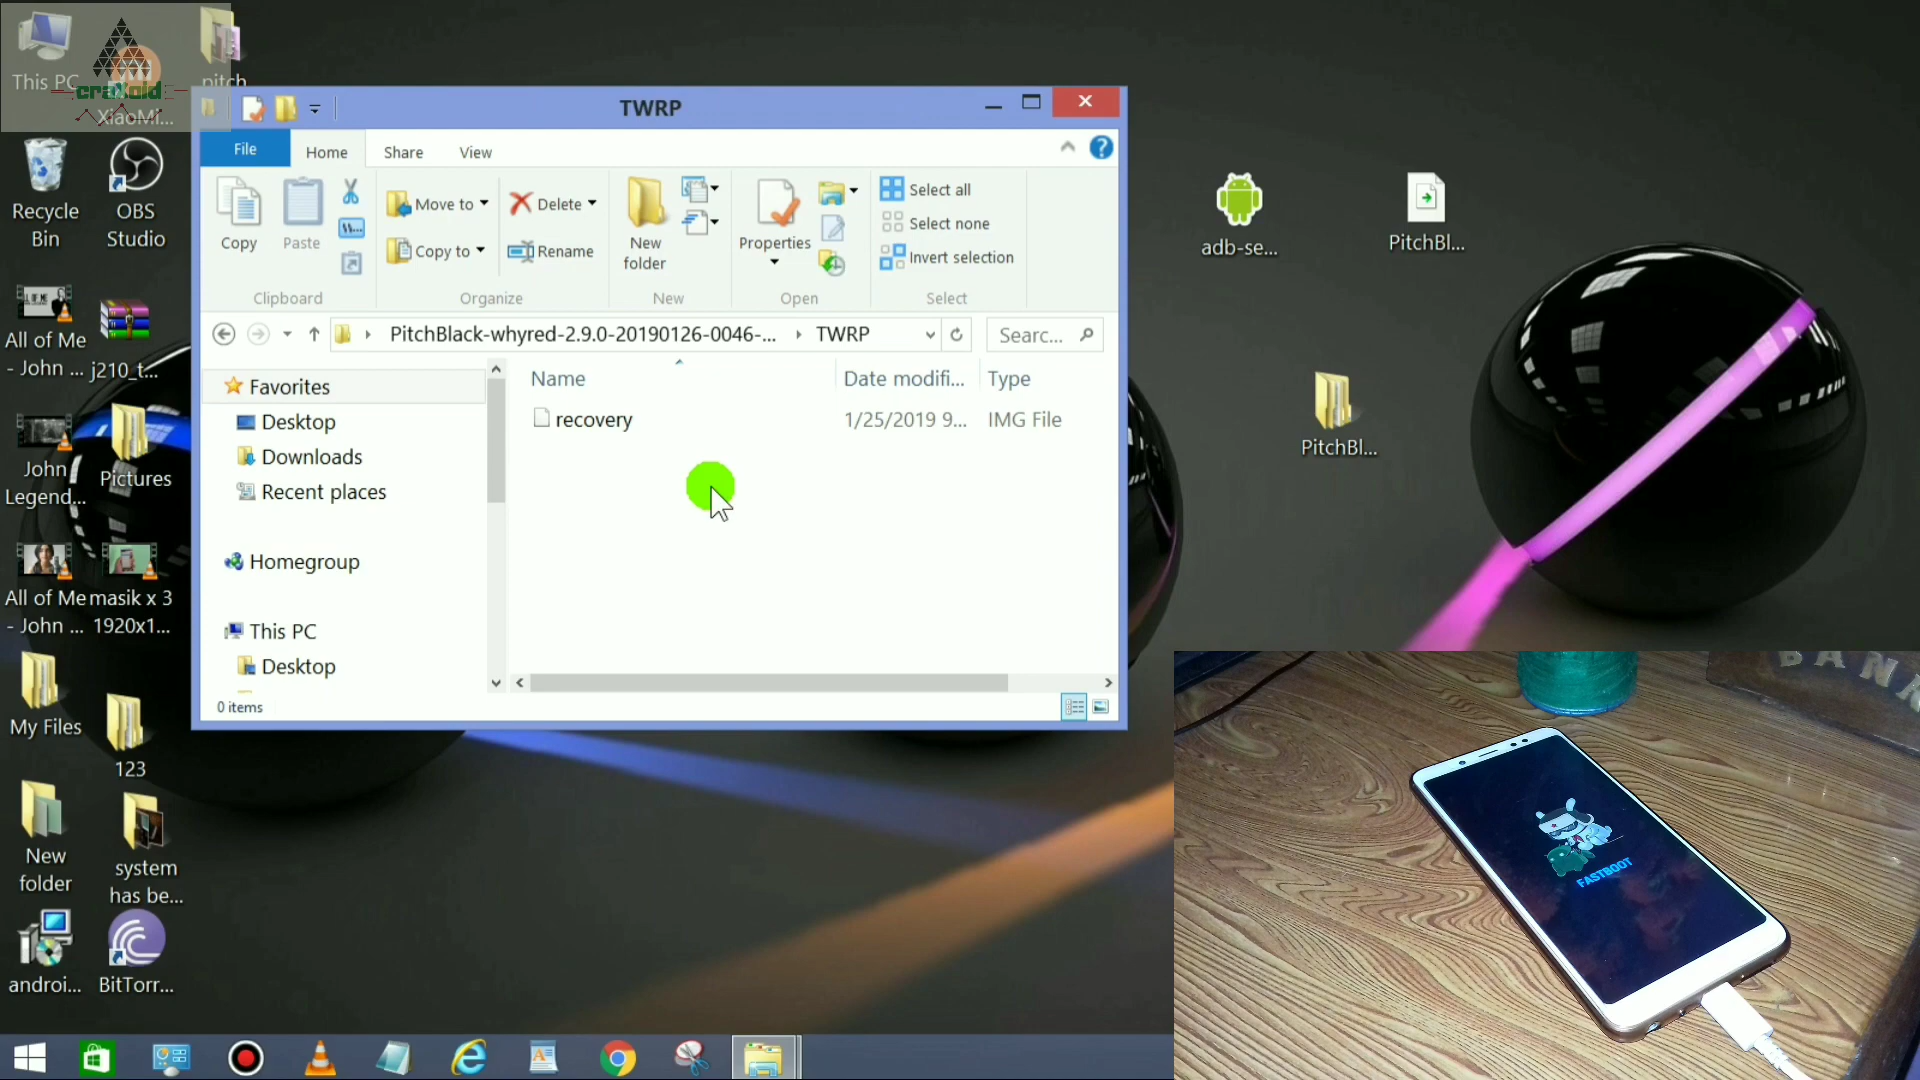 This PC
craXoid
XiaoMi...
pitch
Recycle
Bin
OBS
Studio
All of Me
- John ...
j210_t...
John
Legend...
Pictures
All of Me
- John ...
masik x 3
1920x1...
My Files
123
New
folder
system
has be...
androi...
BitTorr...
TWRP
File
Home
Share
View
Copy
Paste
Move to
Copy to
Delete
Rename
New
folder
Properties
Select all
Select none
Invert selection
Clipboard
Organize
New
Open
Select
PitchBlack-whyred-2.9.0-20190126-0046-...
TWRP
Searc...
Favorites
Desktop
Downloads
Recent places
Homegroup
This PC
Desktop
Name
Date modifi...
Type
recovery
1/25/2019 9...
IMG File
0 items
adb-se...
PitchBl...
PitchBl...
FASTBOOT